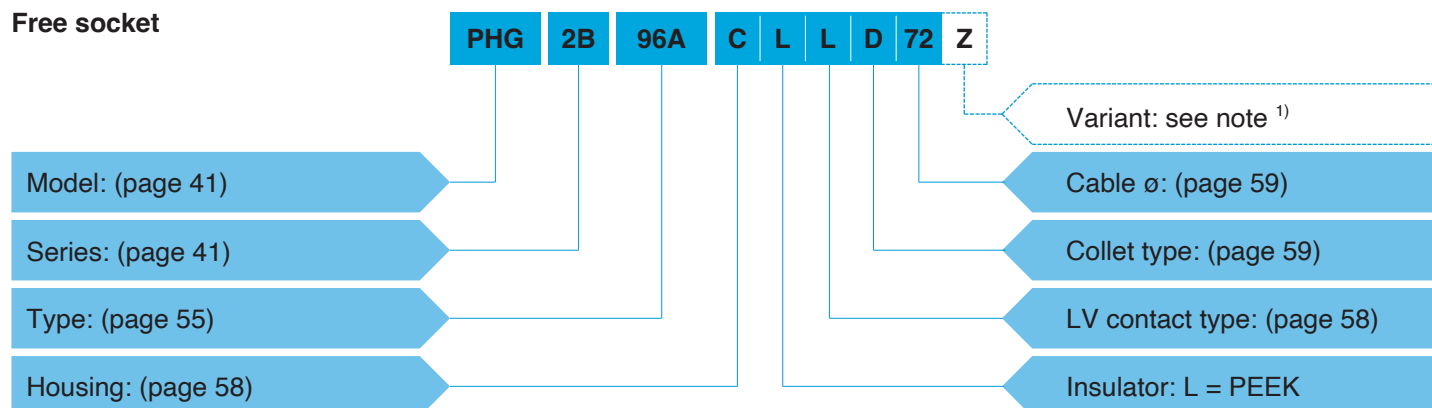 Free socket
PHG 2B 96A C L L D 72 Z
Variant: see note 1)
Model: (page 41)
Cable ø: (page 59)
Series: (page 41)
Collet type: (page 59)
Type: (page 55)
LV contact type: (page 58)
Housing: (page 58)
Insulator: L = PEEK